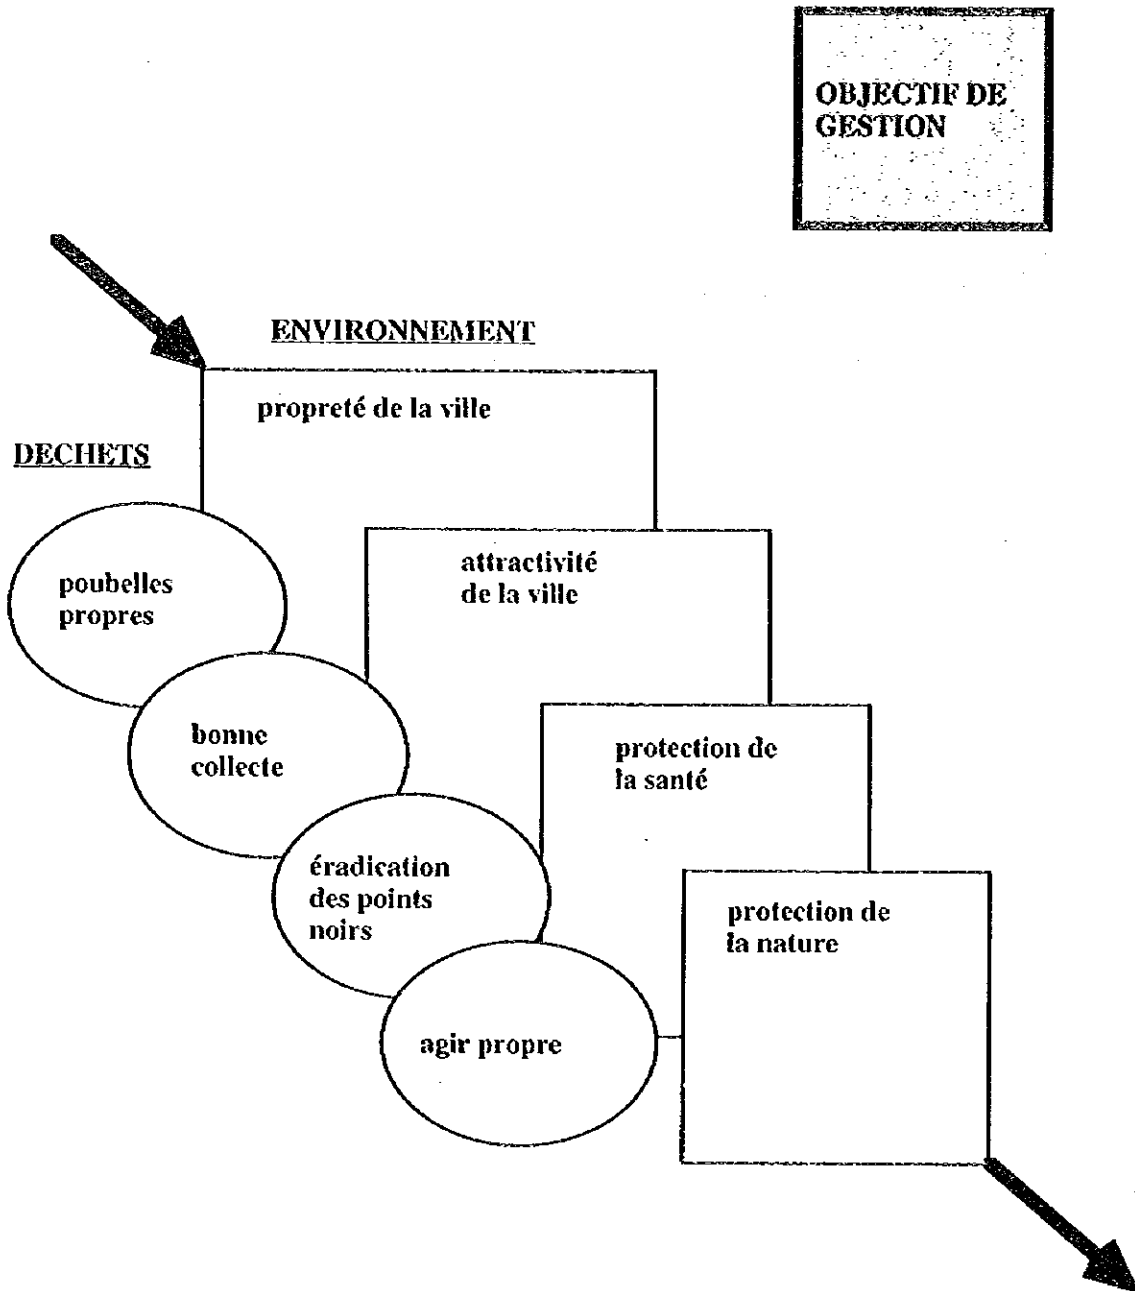 OBJECTIF DE
GESTION
ENVIRONNEMENT
propreté de la ville
DECHETS
attractivité
de la ville
poubelles
propres
bonne
collecte
protection de
la santé
éradication
des points
noirs
protection de
la nature
agir propre